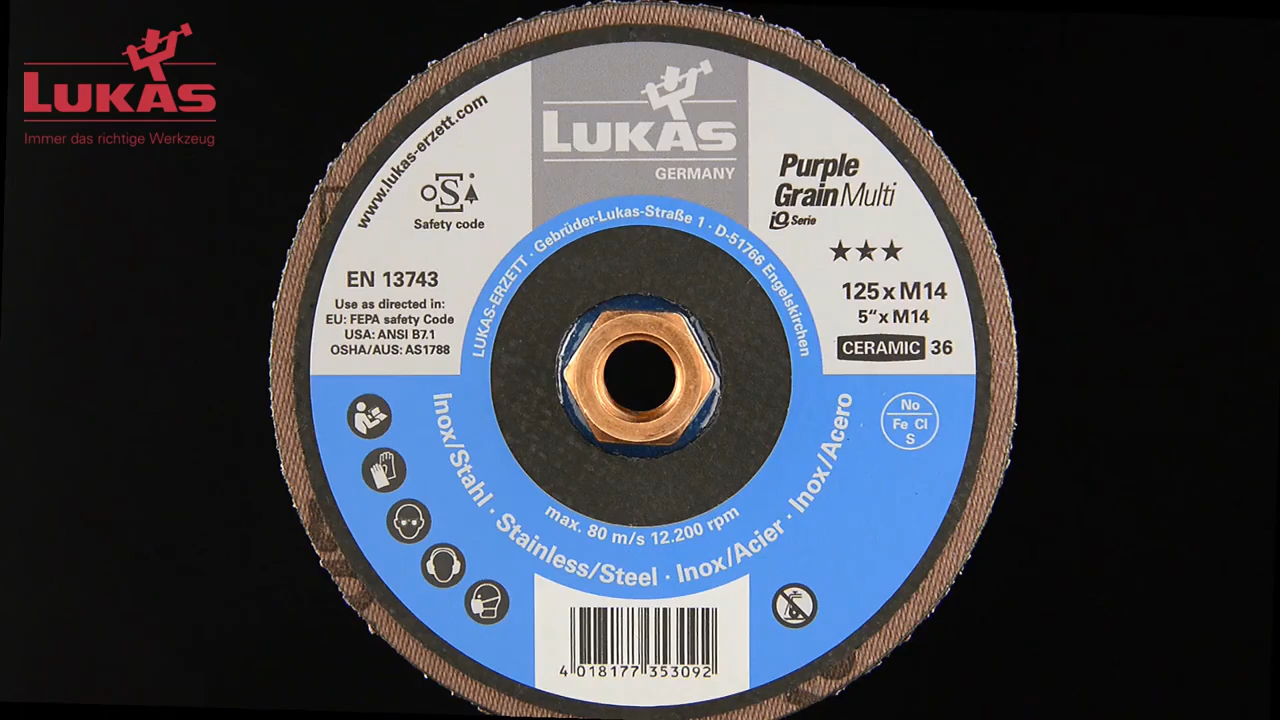 LUKAS
Immer das richtige Werkzeug
LUKAS
GERMANY
www.lukas-erzett.com
Safety code
EN 13743
Use as directed in:
EU: FEPA safety Code
USA: ANSI B7.1
OSHA/AUS: AS1788
Purple
Grain Multi
iQ Serie
125 x M14
5“ x M14
CERAMIC 36
LUKAS-ERZETT · Gebrüder-Lukas-Straße 1 · D-51766 Engelskirchen
No
Fe Cl
S
max. 80 m/s 12.200 rpm
Inox/Stahl · Stainless/Steel · Inox/Acier · Inox/Acero
4 018177 353092